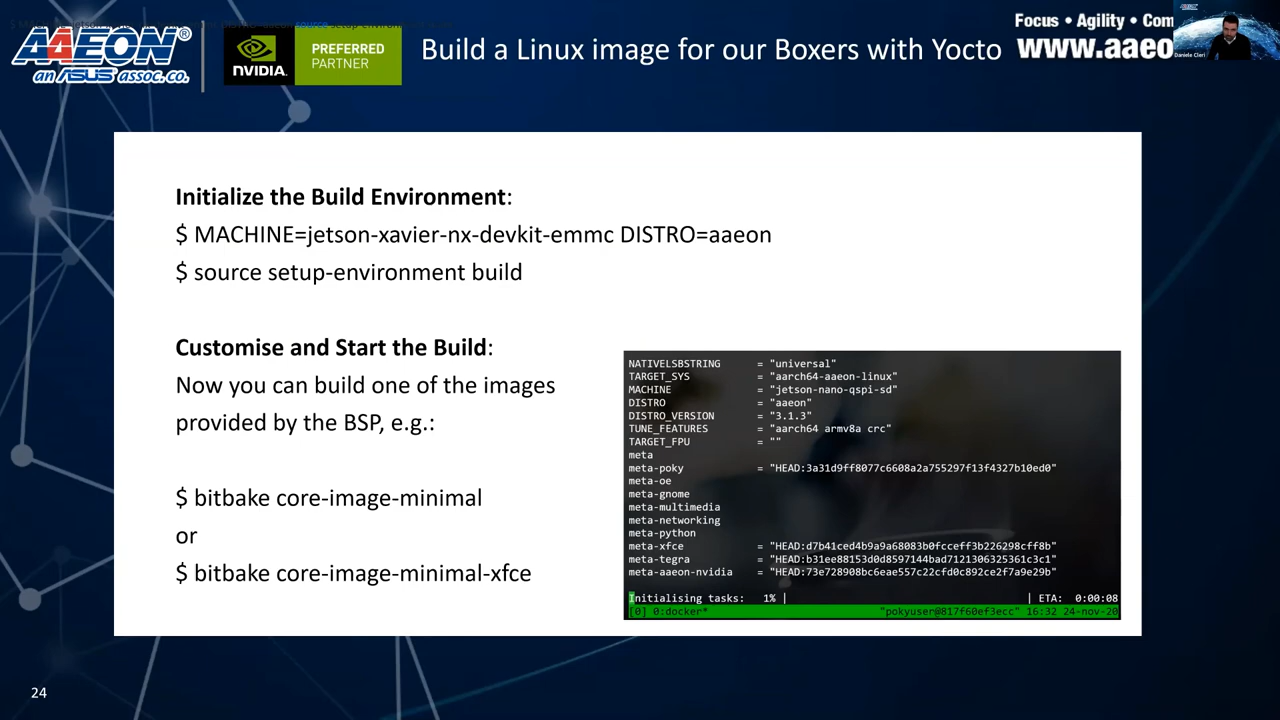 AAEON®
an ASUS assoc. co.
NVIDIA.
PREFERRED
PARTNER
Build a Linux image for our Boxers with Yocto
Focus • Agility • Com
www.aaeo
Daniele Cleri
Initialize the Build Environment:
$ MACHINE=jetson-xavier-nx-devkit-emmc DISTRO=aaeon
$ source setup-environment build
Customise and Start the Build:
Now you can build one of the images
provided by the BSP, e.g.:
$ bitbake core-image-minimal
or
$ bitbake core-image-minimal-xfce
NATIVELSBSTRING = "universal"
TARGET_SYS = "aarch64-aaeon-linux"
MACHINE = "jetson-nano-qspi-sd"
DISTRO = "aaeon"
DISTRO_VERSION = "3.1.3"
TUNE_FEATURES = "aarch64 armv8a crc"
TARGET_FPU = ""
meta
meta-poky = "HEAD:3a31d9ff8077c6608a2a755297f13f4327b10ed0"
meta-oe
meta-gnome
meta-multimedia
meta-networking
meta-python
meta-xfce = "HEAD:d7b41ced4b9a9a68083b0fcceff3b226298cff8b"
meta-tegra = "HEAD:b31ee88153d0d8597144bad7121306325361c3c1"
meta-aaeon-nvidia = "HEAD:73e728908bc6eae557c22cfd0c892ce2f7a9e29b"
Initialising tasks: 1% | | ETA: 0:00:08
[0] 0:docker* "pokyuser@817f60ef3ecc" 16:32 24-nov-20
24